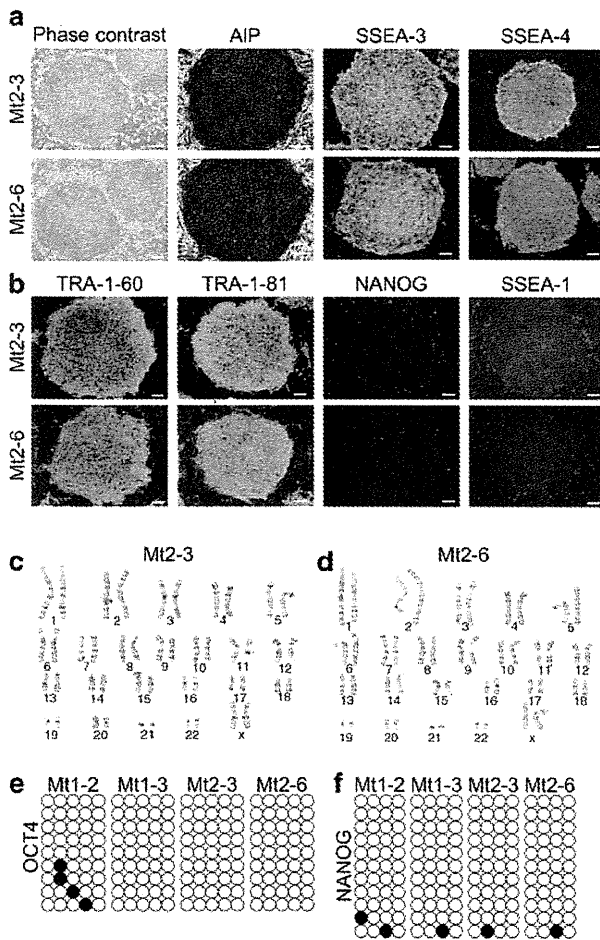 a
Phase contrast AlP SSEA-3 SSEA-4
Mt2-3
Mt2-6
b
TRA-1-60 TRA-1-81 NANOG SSEA-1
Mt2-3
Mt2-6
c Mt2-3
1 2 3 4 5
6 7 8 9 10 11 12
13 14 15 16 17 18
19 20 21 22 x
d Mt2-6
1 2 3 4 5
6 7 8 9 10 11 12
13 14 15 16 17 18
19 20 21 22 x
e Mt1-2 Mt1-3 Mt2-3 Mt2-6
OCT4
f Mt1-2 Mt1-3 Mt2-3 Mt2-6
NANOG